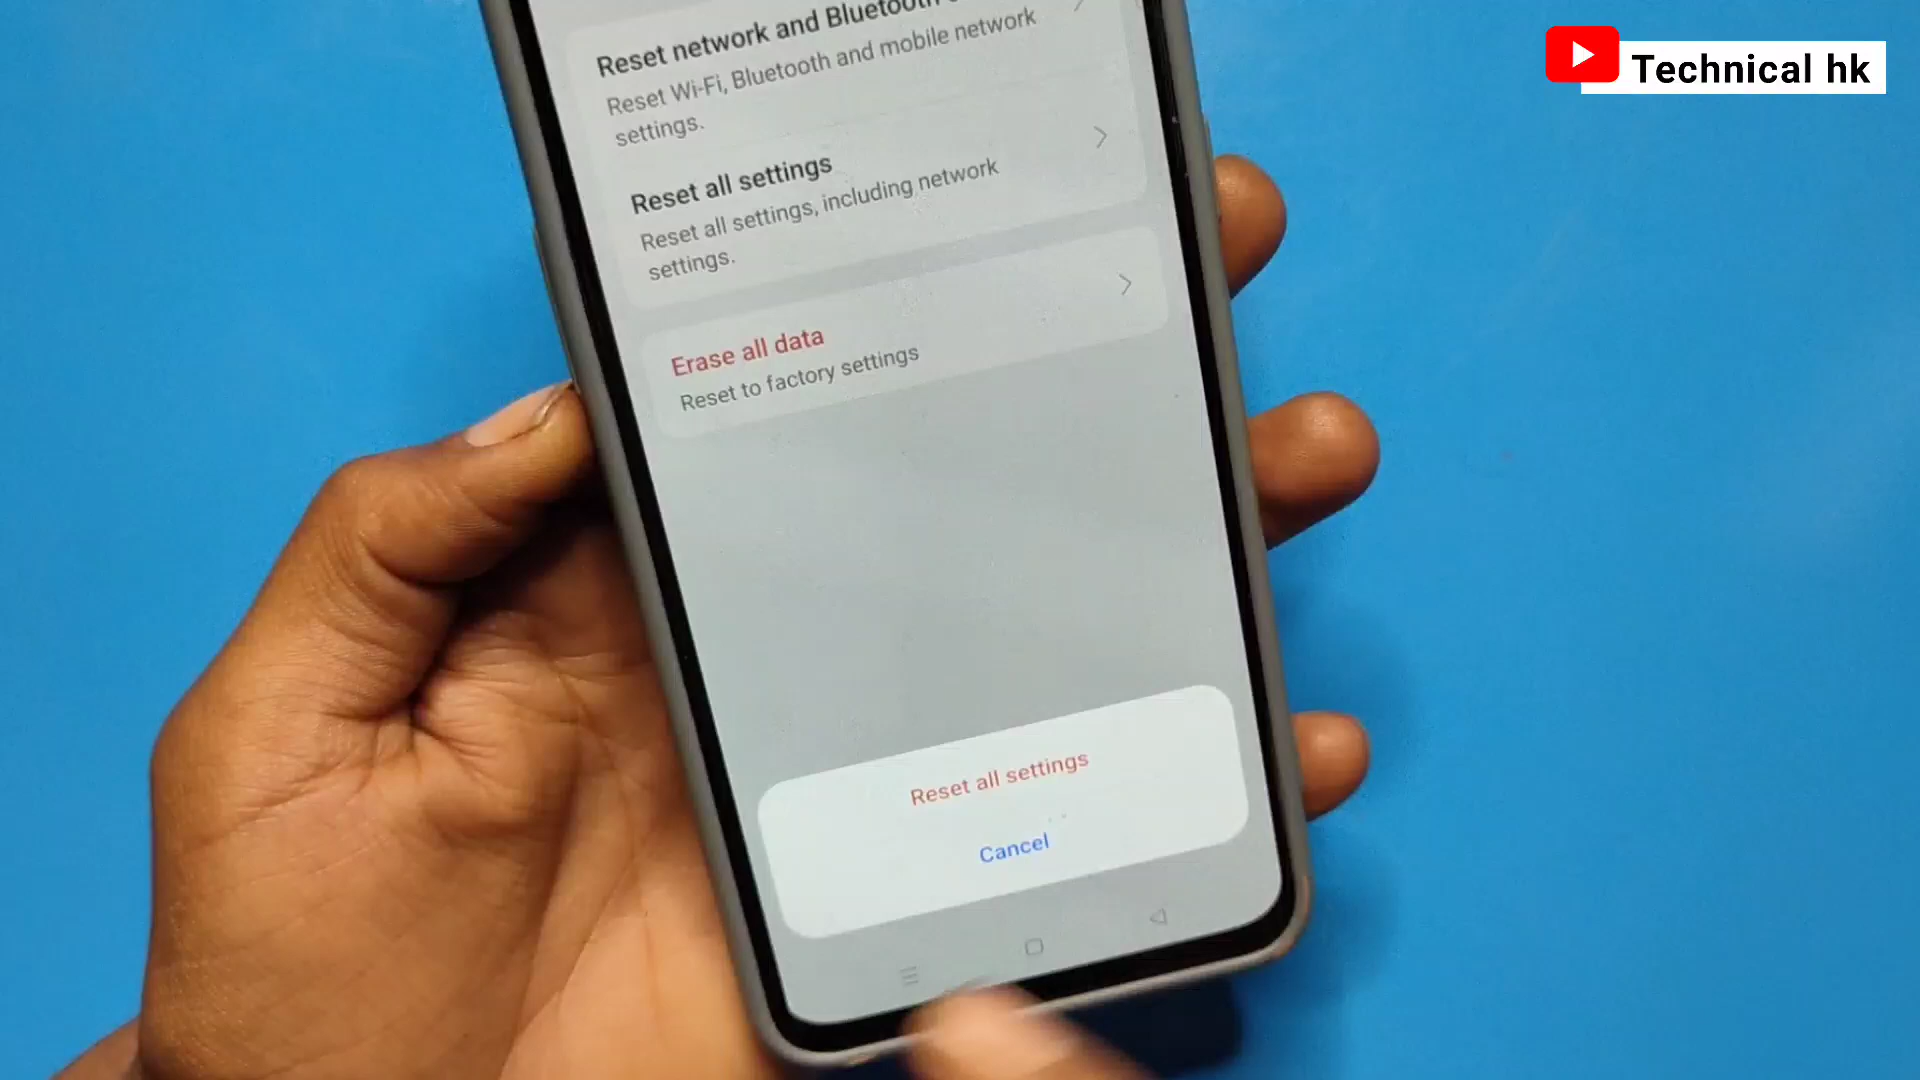 Technical hk
Reset network and Bluetooth
Reset Wi-Fi, Bluetooth and mobile network
settings.
Reset all settings
Reset all settings, including network
settings.
Erase all data
Reset to factory settings
Reset all settings
Cancel